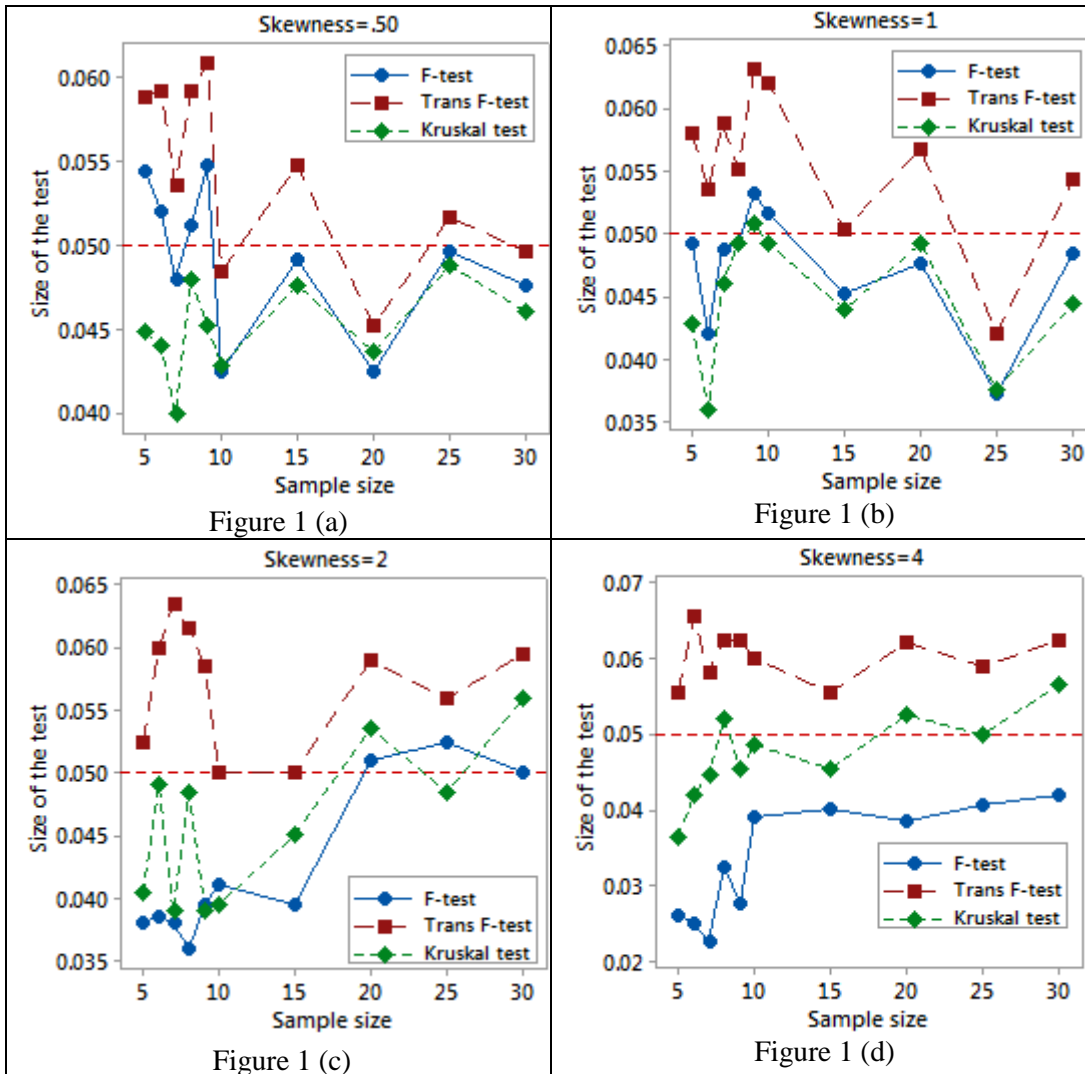 Skewness=.50
0.060
0.055
0.050
0.045
0.040
Size of the test
F-test
Trans F-test
Kruskal test
5 10 15 20 25 30
Sample size
Figure 1 (a)
Skewness=1
0.065
0.060
0.055
0.050
0.045
0.040
0.035
Size of the test
F-test
Trans F-test
Kruskal test
5 10 15 20 25 30
Sample size
Figure 1 (b)
Skewness=2
0.065
0.060
0.055
0.050
0.045
0.040
0.035
Size of the test
F-test
Trans F-test
Kruskal test
5 10 15 20 25 30
Sample size
Figure 1 (c)
Skewness=4
0.07
0.06
0.05
0.04
0.03
0.02
Size of the test
F-test
Trans F-test
Kruskal test
5 10 15 20 25 30
Sample size
Figure 1 (d)